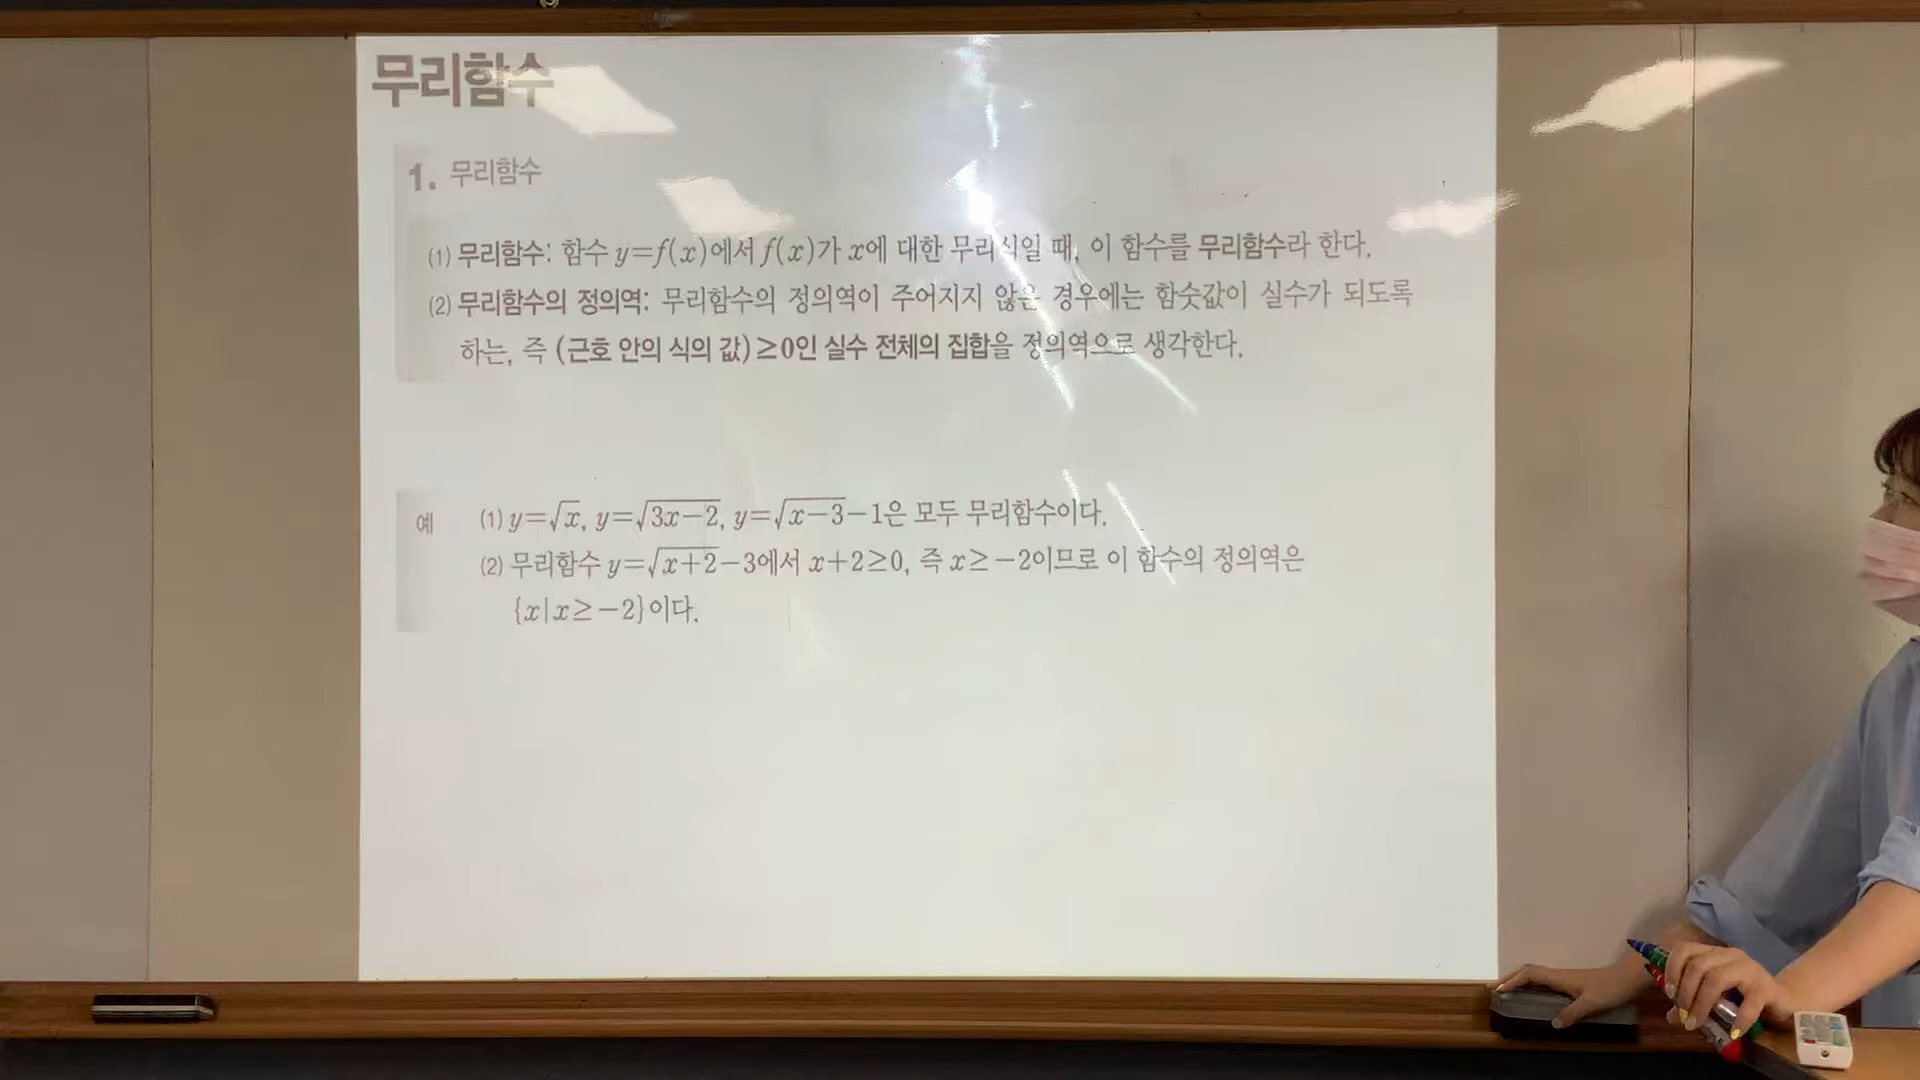 무리함수
1. 무리함수
(1) 무리함수: 함수 y=f(x)에서 f(x)가 x에 대한 무리식일 때, 이 함수를 무리함수라 한다.
(2) 무리함수의 정의역: 무리함수의 정의역이 주어지지 않은 경우에는 함숫값이 실수가 되도록
하는, 즉 (근호 안의 식의 값)≥0인 실수 전체의 집합을 정의역으로 생각한다.
예 (1) y=√x, y=√(3x−2), y=√(x−3)−1은 모두 무리함수이다.
(2) 무리함수 y=√(x+2)−3에서 x+2≥0, 즉 x≥−2이므로 이 함수의 정의역은
{x|x≥−2}이다.